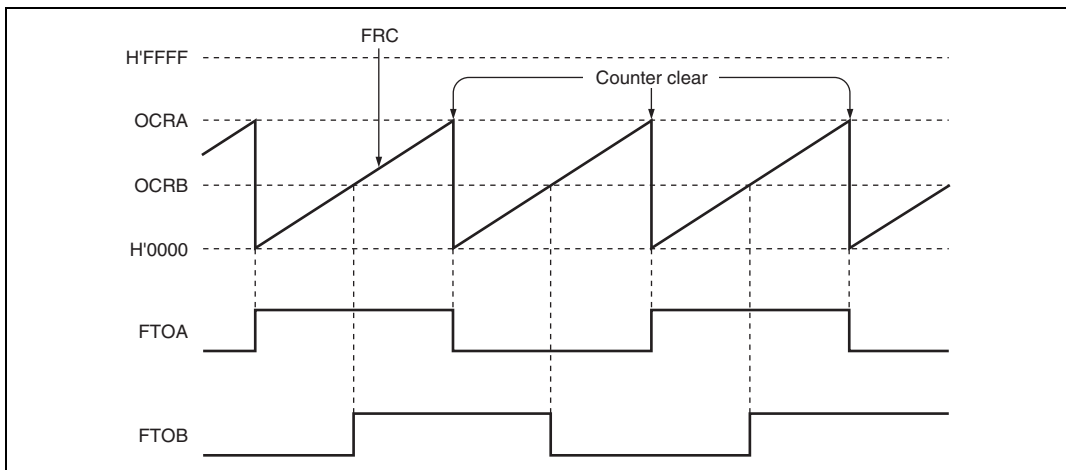 FRC
H'FFFF
Counter clear
OCRA
OCRB
H'0000
FTOA
FTOB